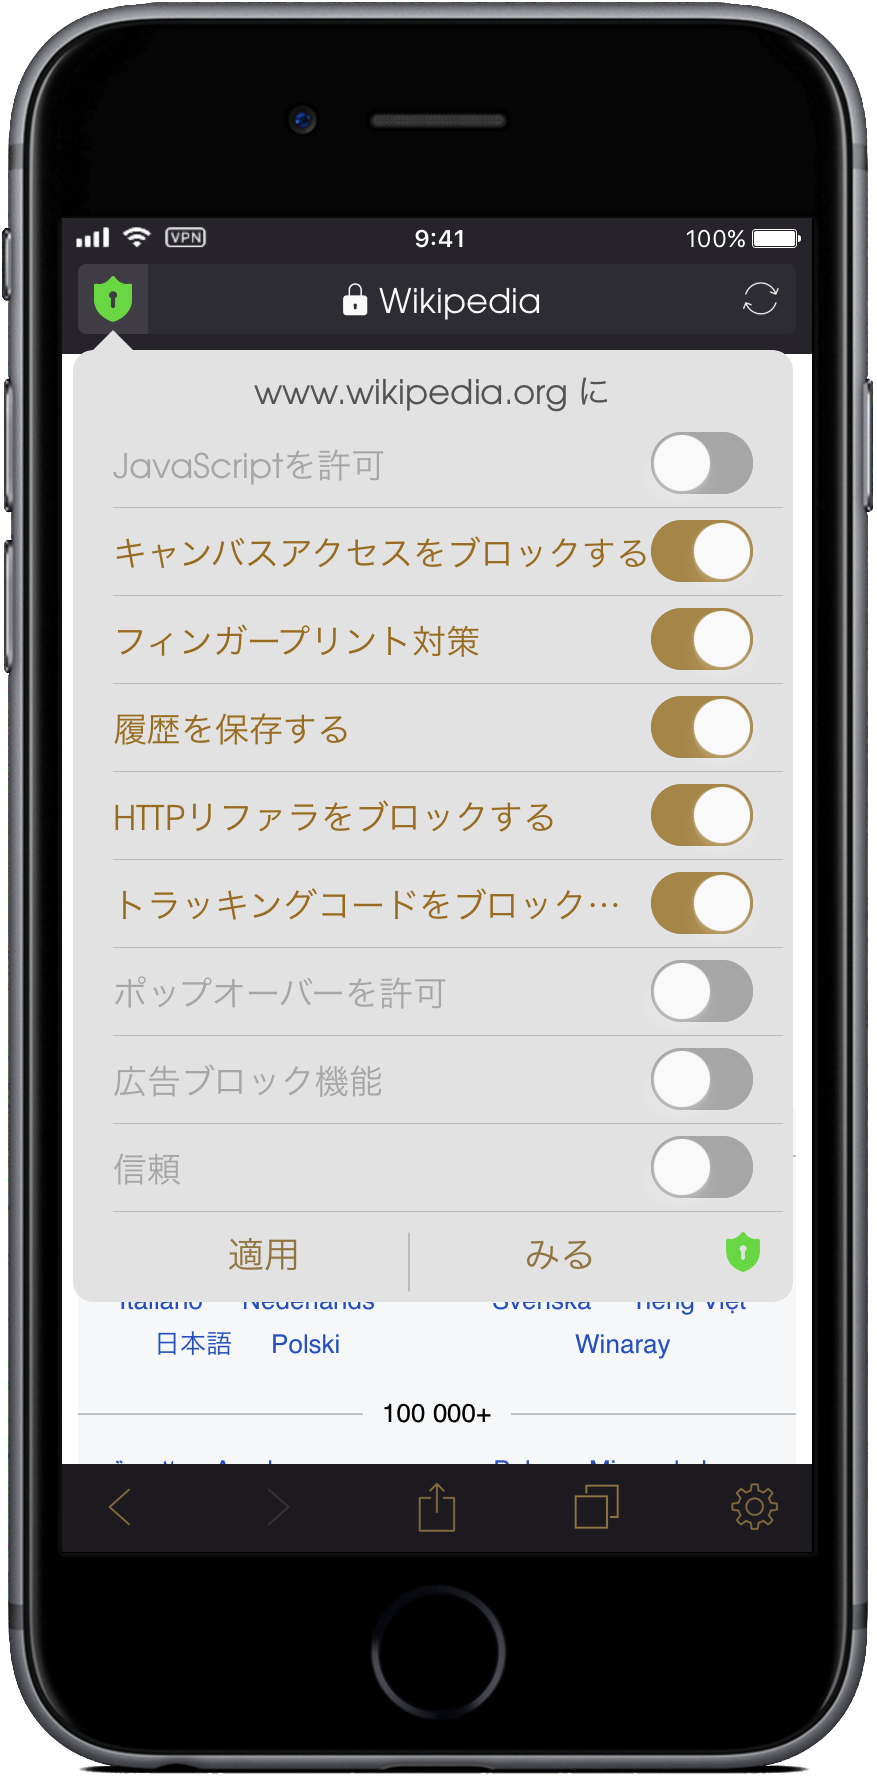 VPN 9:41 100%
Wikipedia
www.wikipedia.org に
JavaScriptを許可
キャンバスアクセスをブロックする
フィンガープリント対策
履歴を保存する
HTTPリファラをブロックする
トラッキングコードをブロック…
ポップオーバーを許可
広告ブロック機能
信頼
適用 みる
Italiano Nederlands Svenska Tiếng Việt
日本語 Polski Winaray
100 000+